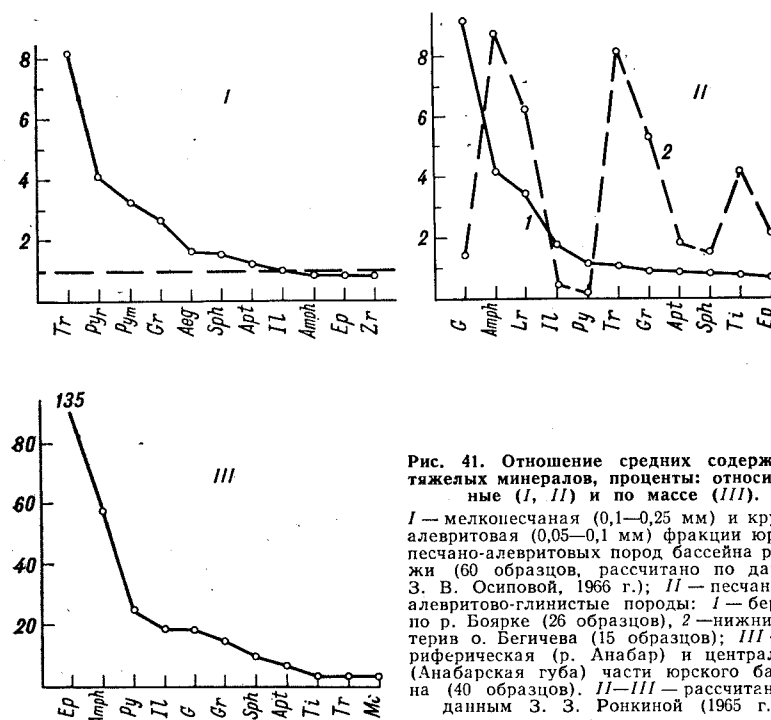 8
6
4
2
I
Tr Pyr Pym Gr Aeg Sph Apt Il Amph Ep Zr
8
6
4
2
II
1
2
G Amph Lr Il Py Tr Gr Apt Sph Ti Ep
135
80
60
40
20
III
Ep Amph Py Il G Gr Sph Apt Ti Tr Mi
Рис. 41. Отношение средних содерж
тяжелых минералов, проценты: относи
ные (I, II) и по массе (III).
I — мелкопесчаная (0,1—0,25 мм) и кру
алевритовая (0,05—0,1 мм) фракции юр
песчано-алевритовых пород бассейна р
жи (60 образцов, рассчитано по да
З. В. Осиповой, 1966 г.); II — песчан
алевритово-глинистые породы: 1 — бер
по р. Боярке (26 образцов), 2 —нижни
терив о. Бегичева (15 образцов); III
риферическая (р. Анабар) и централ
(Анабарская губа) части юрского ба
на (40 образцов). II—III — рассчитан
данным З. З. Ронкиной (1965 г.